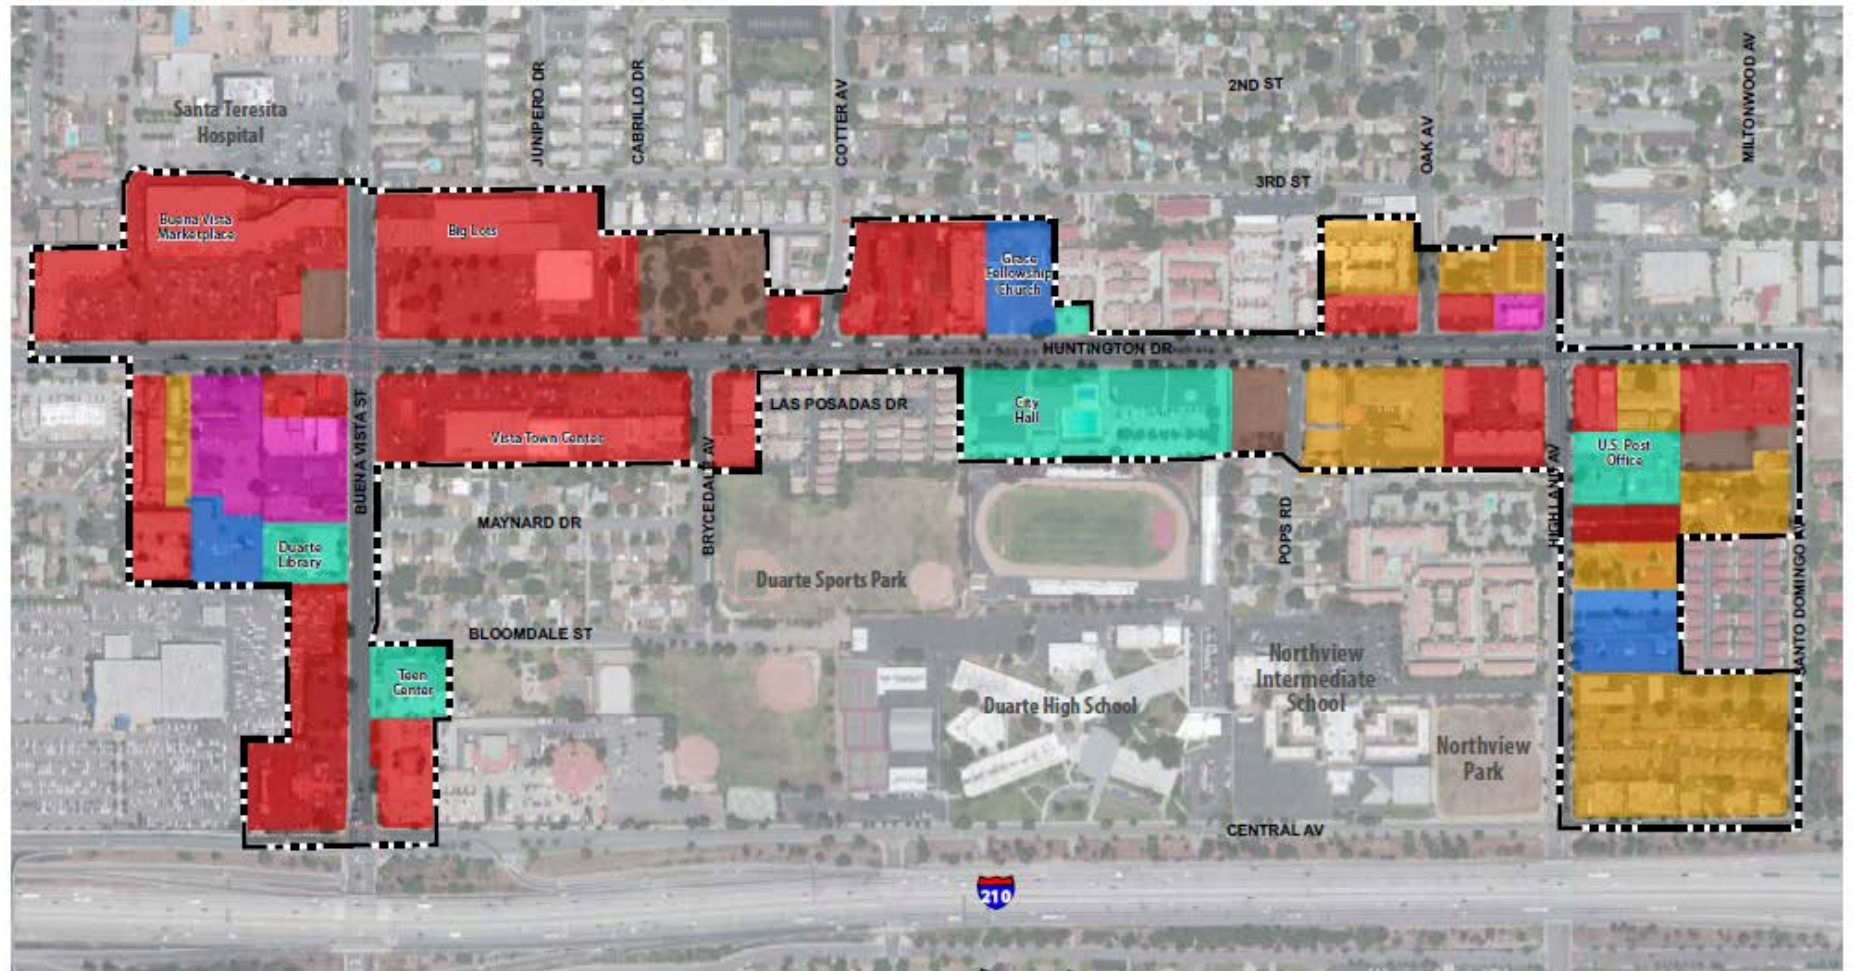 Santa Teresita
Hospital
JUNIPERO DR
CABRILLO DR
COTTER AV
2ND ST
OAK AV
MILTONWOOD AV
3RD ST
Buena Vista
Marketplace
Big Lots
Grace
Fellowship
Church
HUNTINGTON DR
BUENA VISTA ST
Vista Town Center
BRYCEDALE AV
LAS POSADAS DR
City
Hall
U.S. Post
Office
HIGHLAND AV
POPS RD
MAYNARD DR
Duarte
Library
Duarte Sports Park
SANTO DOMINGO AV
BLOOMDALE ST
Teen
Center
Duarte High School
Northview
Intermediate
School
Northview
Park
CENTRAL AV
210